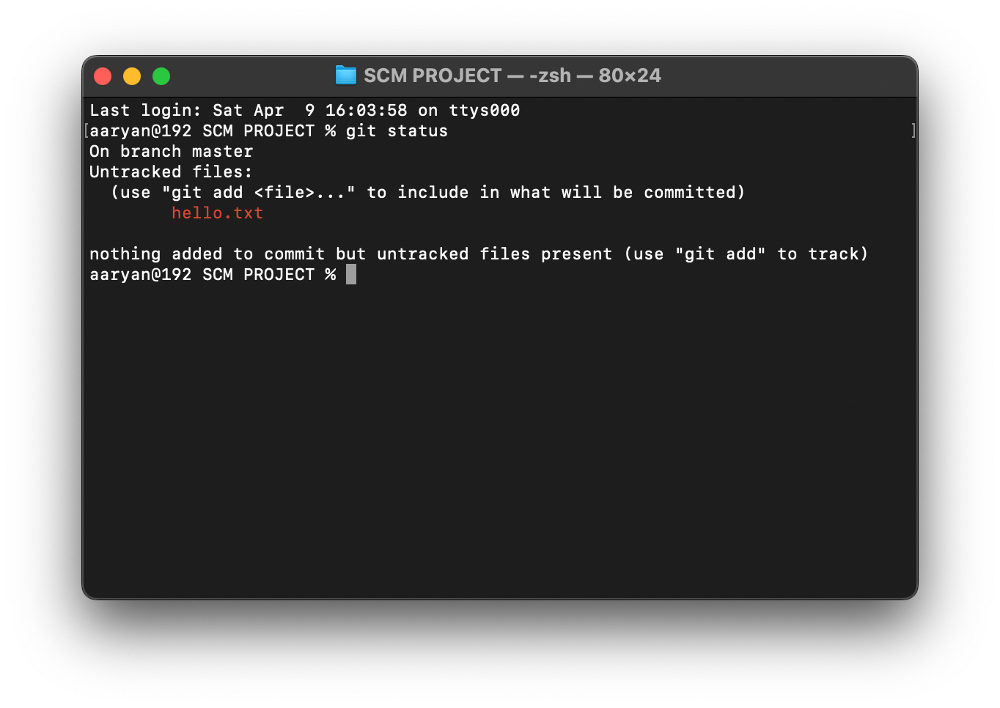 SCM PROJECT — -zsh — 80×24
Last login: Sat Apr  9 16:03:58 on ttys000
[aaryan@192 SCM PROJECT % git status ]
On branch master
Untracked files:
  (use "git add <file>..." to include in what will be committed)
        hello.txt

nothing added to commit but untracked files present (use "git add" to track)
aaryan@192 SCM PROJECT %